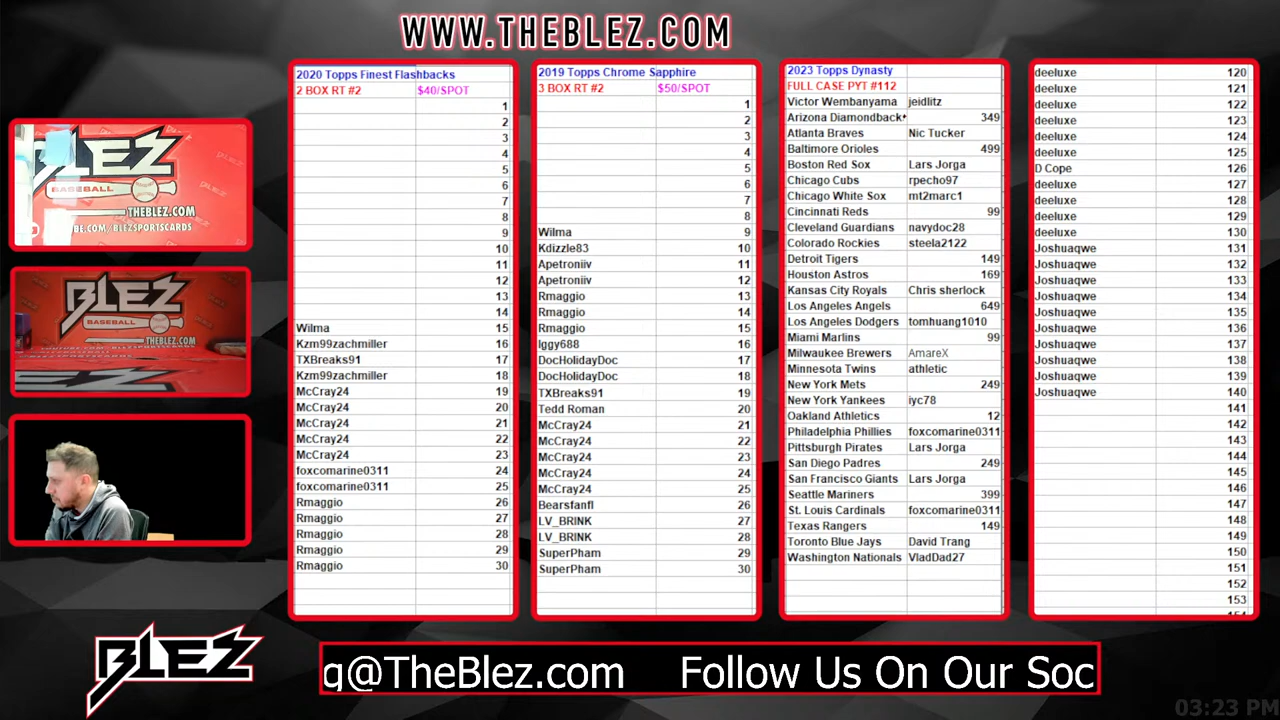 WWW.THEBLEZ.COM
BLEZ
BASEBALL
THEBLEZ.COM
BE.COM/BLEZSPORTSCARDS
BLEZ
BASEBALL
THEBLEZ.COM
2020 Topps Finest Flashbacks
2 BOX RT #2 $40/SPOT
1
2
3
4
5
6
7
8
9
10
11
12
13
14
Wilma 15
Kzm99zachmiller 16
TXBreaks91 17
Kzm99zachmiller 18
McCray24 19
McCray24 20
McCray24 21
McCray24 22
McCray24 23
foxcomarine0311 24
foxcomarine0311 25
Rmaggio 26
Rmaggio 27
Rmaggio 28
Rmaggio 29
Rmaggio 30
2019 Topps Chrome Sapphire
3 BOX RT #2 $50/SPOT
1
2
3
4
5
6
7
8
Wilma 9
Kdizzle83 10
Apetroniiv 11
Apetroniiv 12
Rmaggio 13
Rmaggio 14
Rmaggio 15
Iggy688 16
DocHolidayDoc 17
DocHolidayDoc 18
TXBreaks91 19
Tedd Roman 20
McCray24 21
McCray24 22
McCray24 23
McCray24 24
McCray24 25
Bearsfanfl 26
LV_BRINK 27
LV_BRINK 28
SuperPham 29
SuperPham 30
2023 Topps Dynasty
FULL CASE PYT #112
Victor Wembanyama jeidlitz
Arizona Diamondback 349
Atlanta Braves Nic Tucker
Baltimore Orioles 499
Boston Red Sox Lars Jorga
Chicago Cubs rpecho97
Chicago White Sox mt2marc1
Cincinnati Reds 99
Cleveland Guardians navydoc28
Colorado Rockies steela2122
Detroit Tigers 149
Houston Astros 169
Kansas City Royals Chris sherlock
Los Angeles Angels 649
Los Angeles Dodgers tomhuang1010
Miami Marlins 99
Milwaukee Brewers AmareX
Minnesota Twins athletic
New York Mets 249
New York Yankees iyc78
Oakland Athletics 12
Philadelphia Phillies foxcomarine0311
Pittsburgh Pirates Lars Jorga
San Diego Padres 249
San Francisco Giants Lars Jorga
Seattle Mariners 399
St. Louis Cardinals foxcomarine0311
Texas Rangers 149
Toronto Blue Jays David Trang
Washington Nationals VladDad27
deeluxe 120
deeluxe 121
deeluxe 122
deeluxe 123
deeluxe 124
deeluxe 125
D Cope 126
deeluxe 127
deeluxe 128
deeluxe 129
deeluxe 130
Joshuaqwe 131
Joshuaqwe 132
Joshuaqwe 133
Joshuaqwe 134
Joshuaqwe 135
Joshuaqwe 136
Joshuaqwe 137
Joshuaqwe 138
Joshuaqwe 139
Joshuaqwe 140
141
142
143
144
145
146
147
148
149
150
151
152
153
BLEZ
q@TheBlez.com Follow Us On Our Soc
03:23 PM